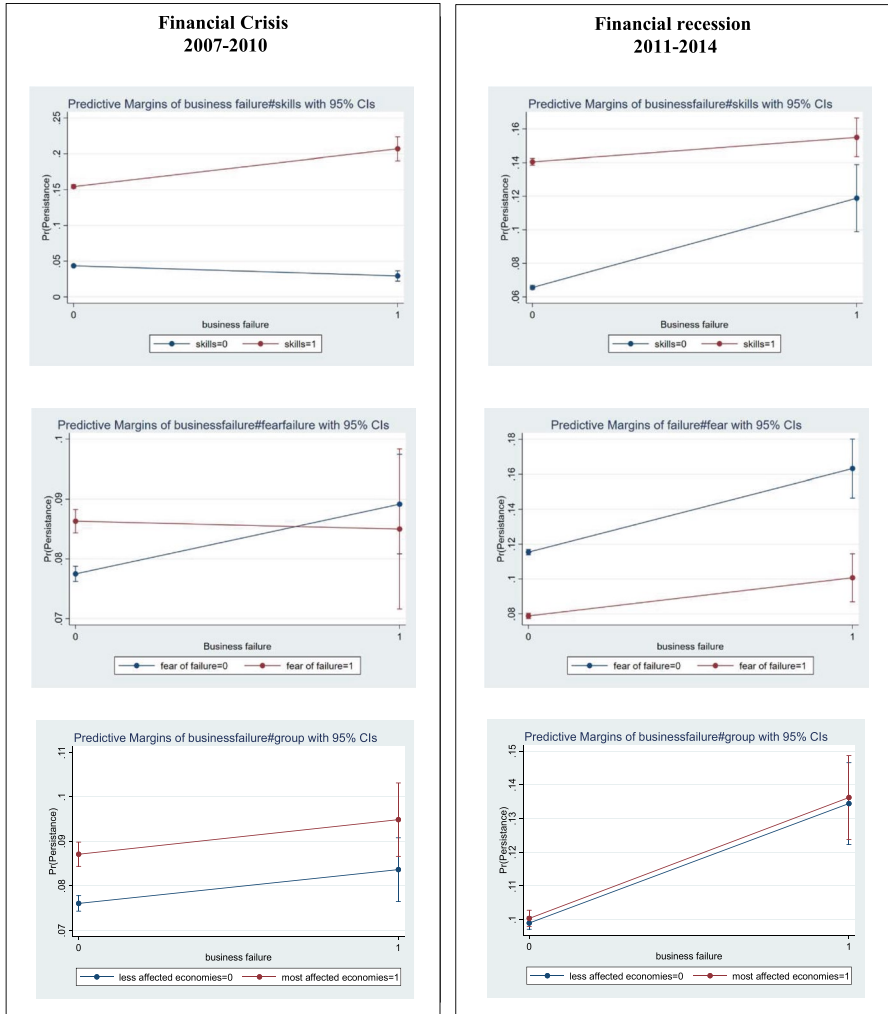 Financial Crisis
2007-2010
Predictive Margins of business failure#skills with 95% CIs
Pr(Persistance)
.25
.2
.15
.1
.05
0
0
1
business failure
skills=0
skills=1
Predictive Margins of businessfailure#fearfailure with 95% CIs
Pr(Persistance)
.1
.09
.08
.07
0
1
Business failure
fear of failure=0
fear of failure=1
Predictive Margins of businessfailure#group with 95% CIs
Pr(Persistance)
.11
.1
.09
.08
.07
0
1
business failure
less affected economies=0
most affected economies=1
Financial recession
2011-2014
Predictive Margins of businessfailure#skills with 95% CIs
Pr(Persistance)
.16
.14
.12
.1
.08
.06
0
1
Business failure
skills=0
skills=1
Predictive Margins of failure#fear with 95% CIs
Pr(Persistance)
.18
.16
.14
.12
.1
.08
0
1
Business failure
fear of failure=0
fear of failure=1
Predictive Margins of businessfailure#group with 95% CIs
Pr(Persistance)
.15
.14
.13
.12
.11
.1
0
1
business failure
less affected economies=0
most affected economies=1